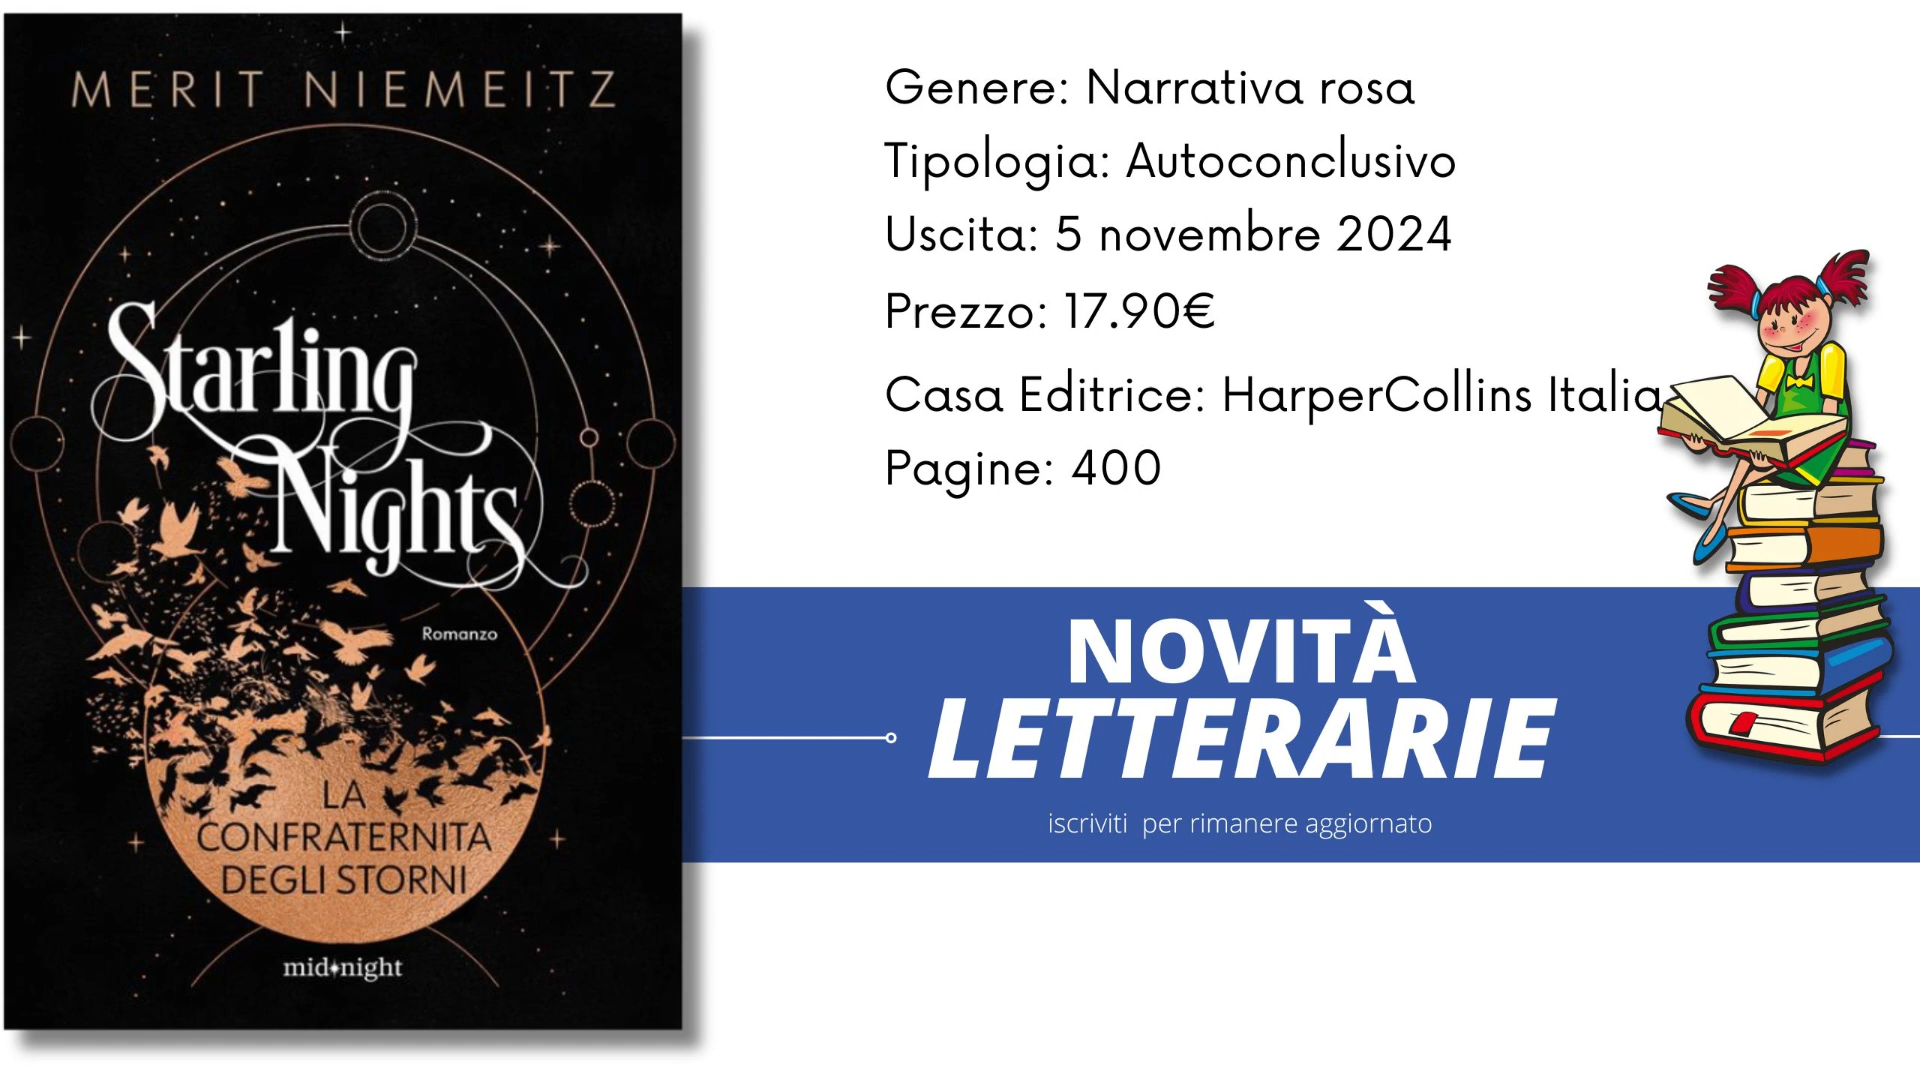 MERIT NIEMEITZ
Starling
Nights
Romanzo
LA
CONFRATERNITA
DEGLI STORNI
mid✦night
Genere: Narrativa rosa
Tipologia: Autoconclusivo
Uscita: 5 novembre 2024
Prezzo: 17.90€
Casa Editrice: HarperCollins Italia
Pagine: 400
NOVITÀ
LETTERARIE
iscriviti per rimanere aggiornato